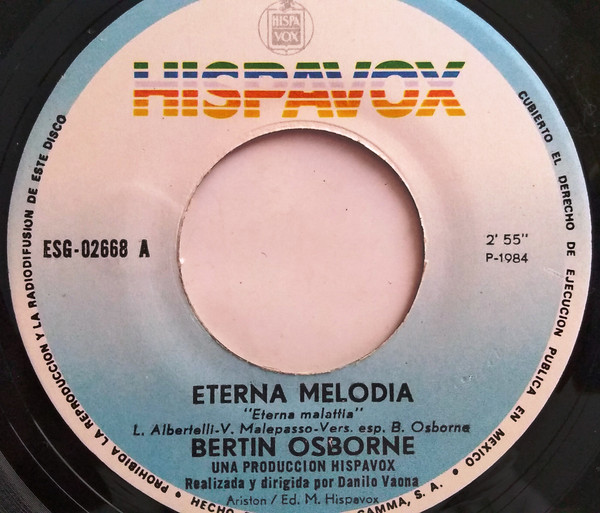 HISPA
VOX
HISPAVOX
ESG-02668 A
2' 55"
P-1984
ETERNA MELODIA
"Eterna malattia"
L. Albertelli-V. Malepasso-Vers. esp. B. Osborne
BERTIN OSBORNE
UNA PRODUCCION HISPAVOX
Realizada y dirigida por Danilo Vaona
Ariston / Ed. M. Hispavox
PROHIBIDA LA REPRODUCCION Y LA RADIODIFUSION DE ESTE DISCO
CUBIERTO EL DERECHO DE EJECUCION PUBLICA EN MEXICO •
HECHO
GAMMA, S. A. •